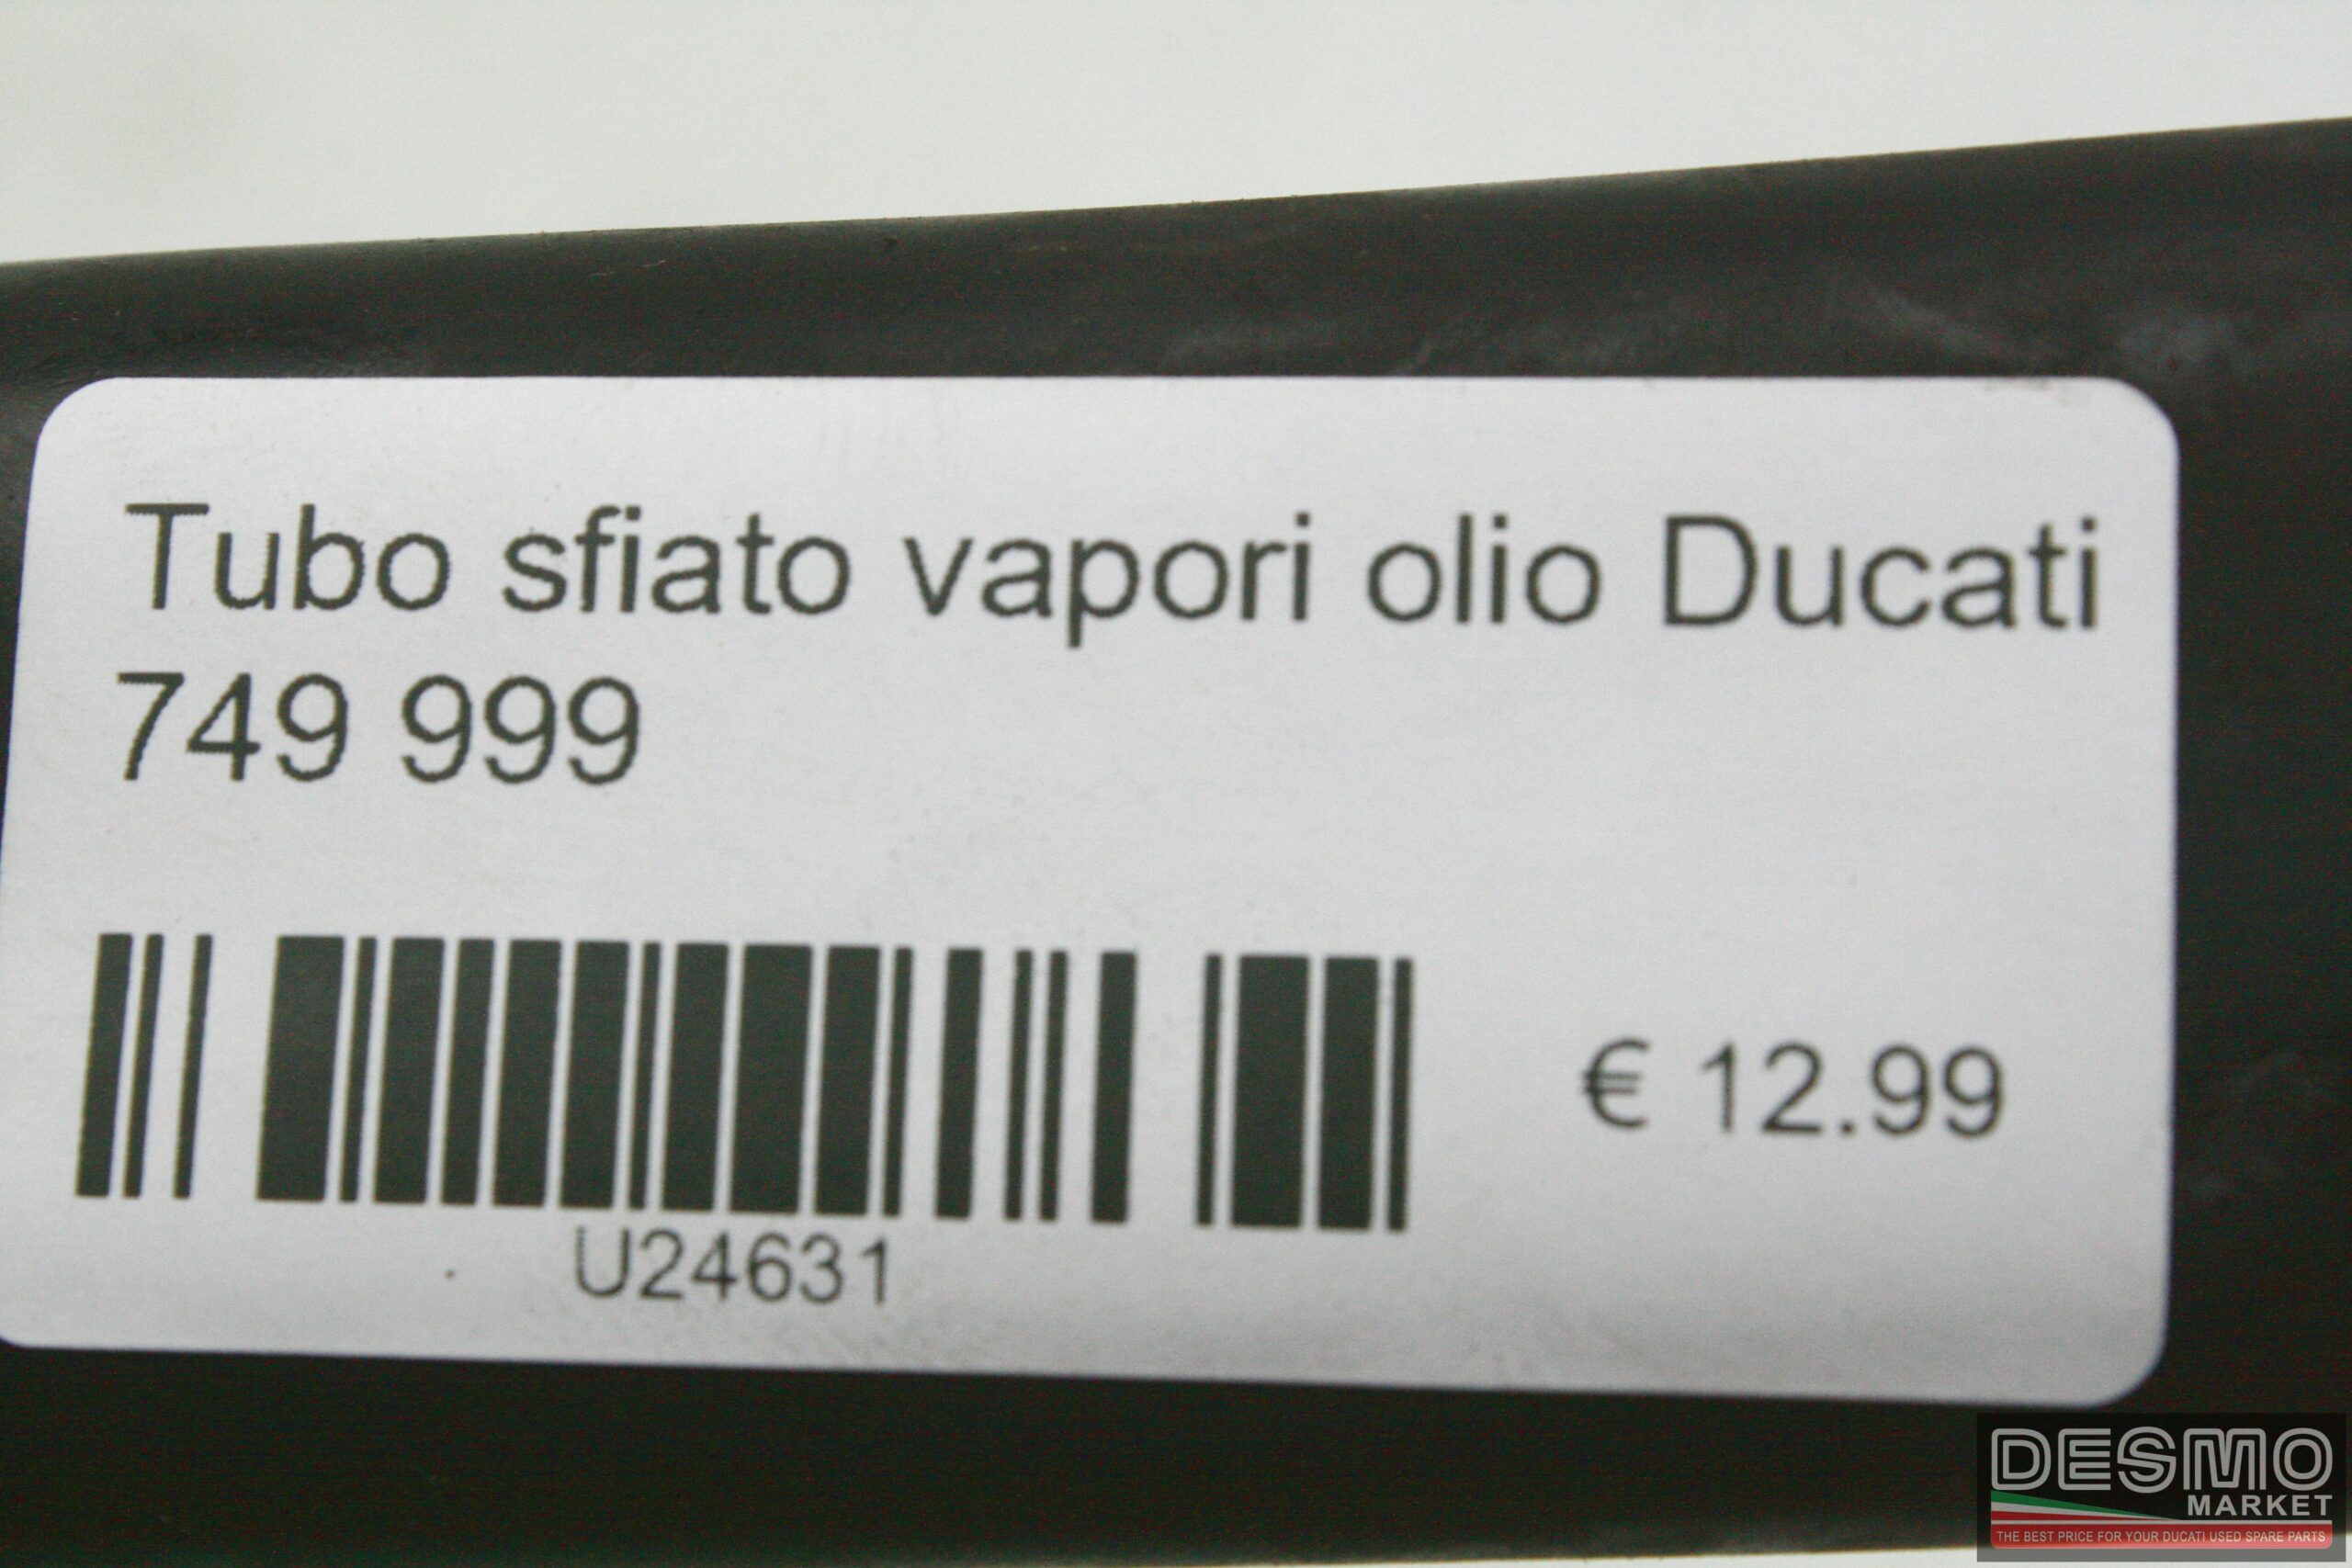 Tubo sfiato vapori olio Ducati
749 999
€ 12.99
U24631
DESMO
MARKET
THE BEST PRICE FOR YOUR DUCATI USED SPARE PARTS